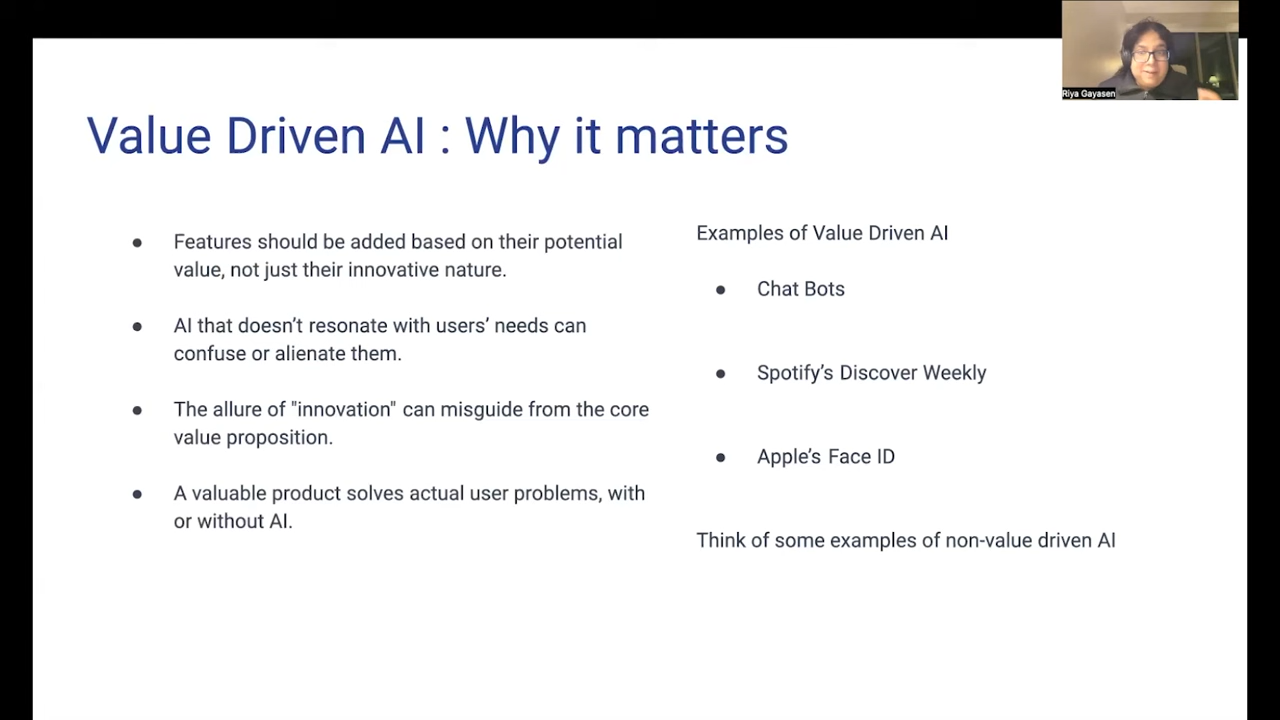 Riya Gayasen
Value Driven AI : Why it matters
● Features should be added based on their potential
value, not just their innovative nature.
● AI that doesn’t resonate with users’ needs can
confuse or alienate them.
● The allure of "innovation" can misguide from the core
value proposition.
● A valuable product solves actual user problems, with
or without AI.
Examples of Value Driven AI
● Chat Bots
● Spotify’s Discover Weekly
● Apple’s Face ID
Think of some examples of non-value driven AI